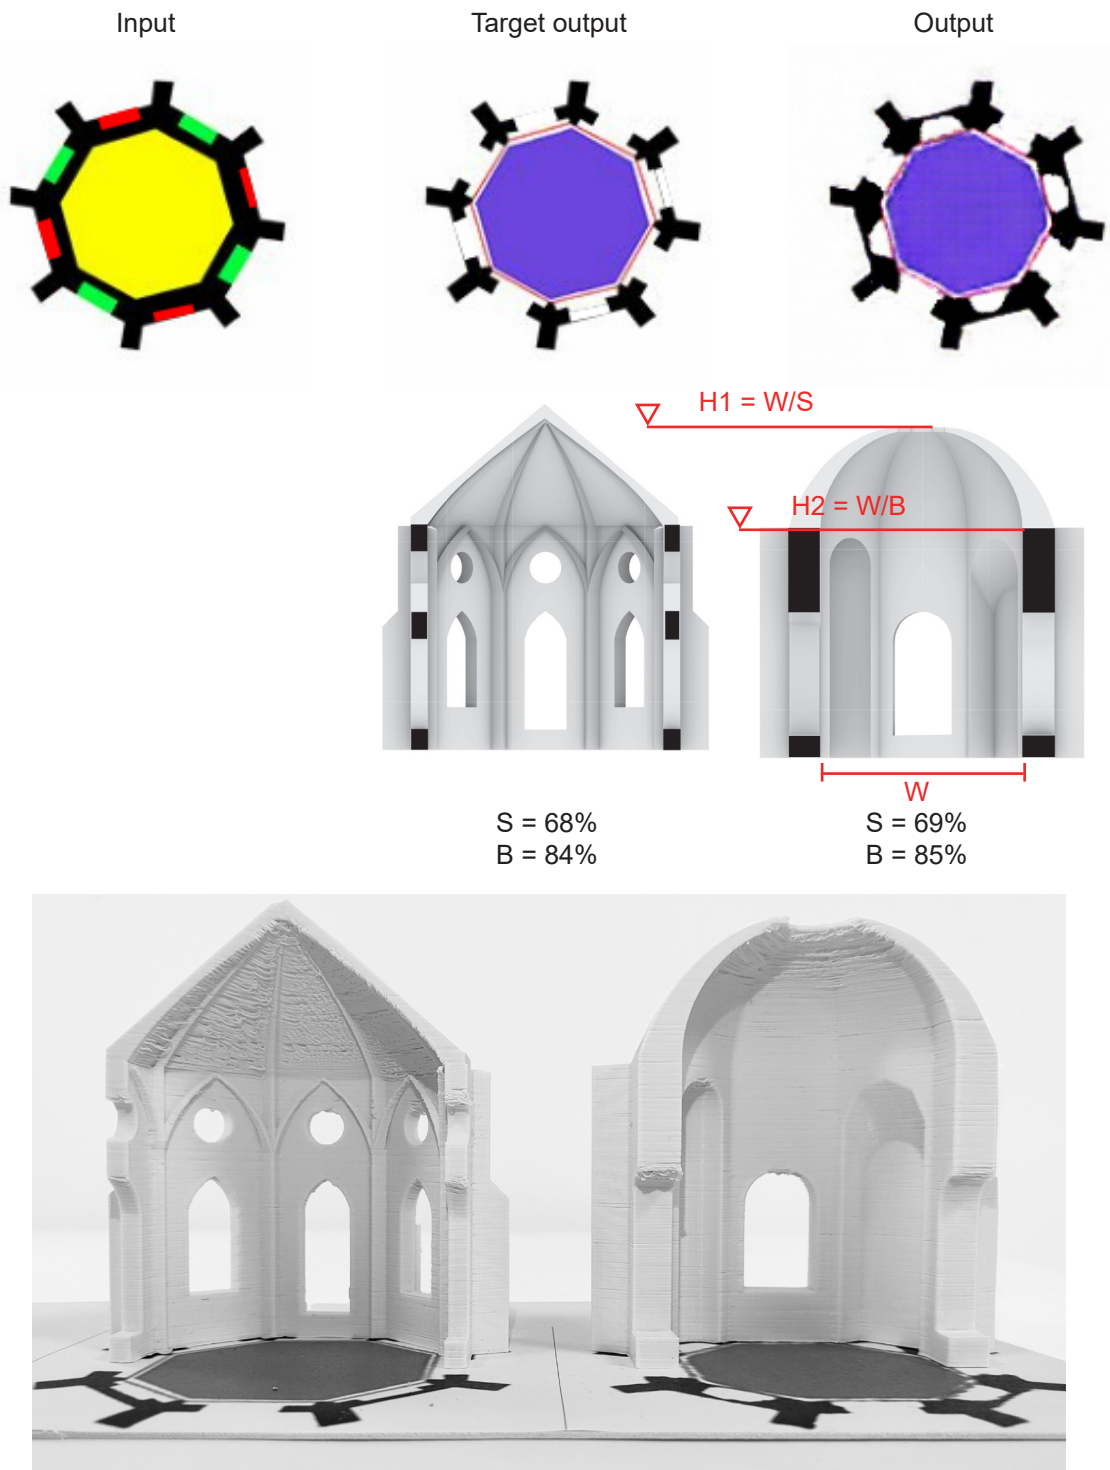 Input
Target output
Output
H1 = W/S
H2 = W/B
W
S = 68%
B = 84%
S = 69%
B = 85%